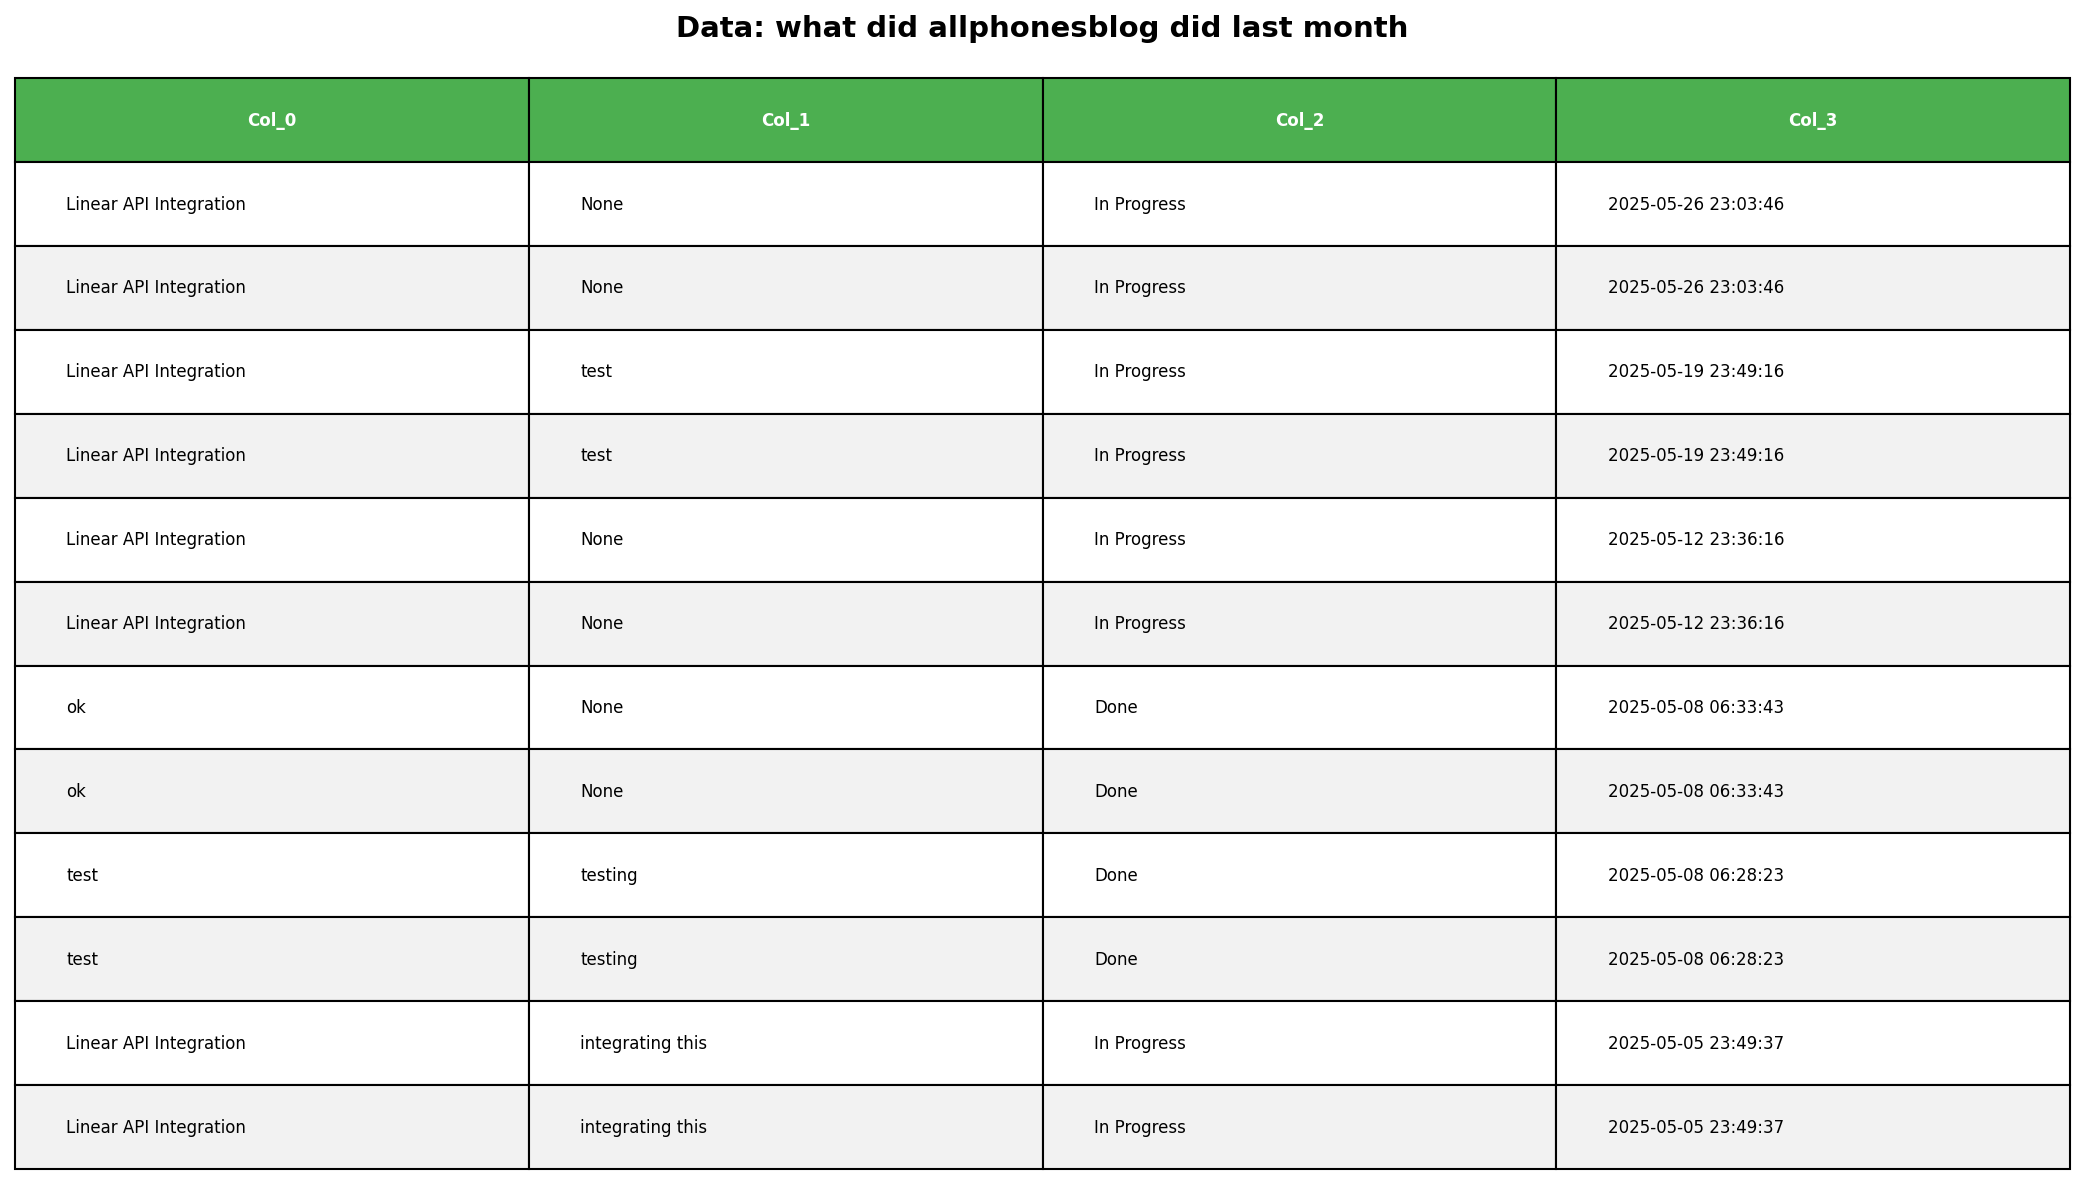 Data: what did allphonesblog did last month
Col_0 Col_1 Col_2 Col_3
Linear API Integration None In Progress 2025-05-26 23:03:46
Linear API Integration None In Progress 2025-05-26 23:03:46
Linear API Integration test In Progress 2025-05-19 23:49:16
Linear API Integration test In Progress 2025-05-19 23:49:16
Linear API Integration None In Progress 2025-05-12 23:36:16
Linear API Integration None In Progress 2025-05-12 23:36:16
ok None Done 2025-05-08 06:33:43
ok None Done 2025-05-08 06:33:43
test testing Done 2025-05-08 06:28:23
test testing Done 2025-05-08 06:28:23
Linear API Integration integrating this In Progress 2025-05-05 23:49:37
Linear API Integration integrating this In Progress 2025-05-05 23:49:37